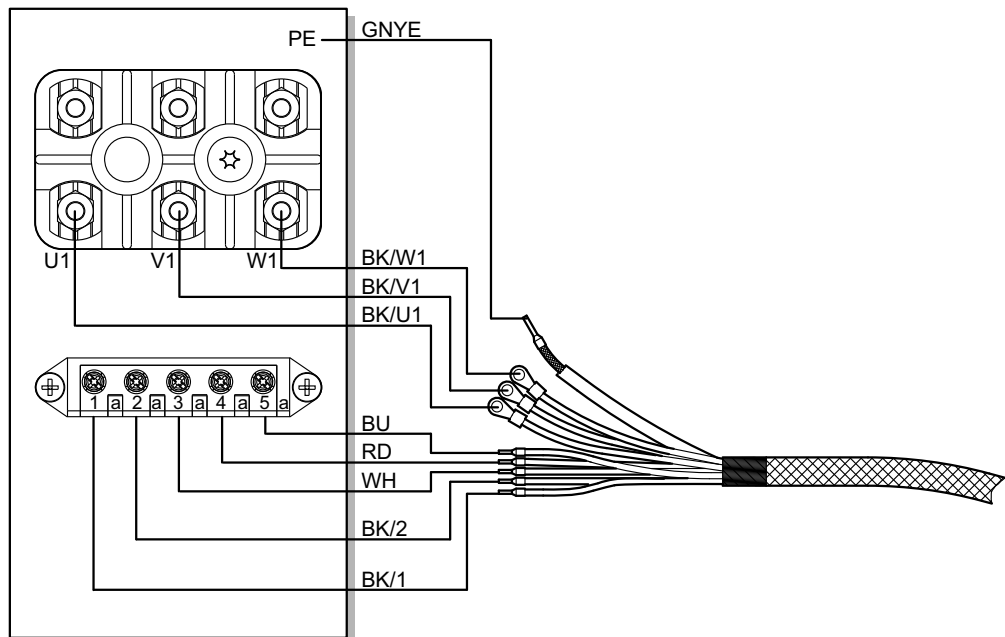 PE GNYE
U1 V1 W1
BK/W1
BK/V1
BK/U1
1 a 2 a 3 a 4 a 5 a
BU
RD
WH
BK/2
BK/1